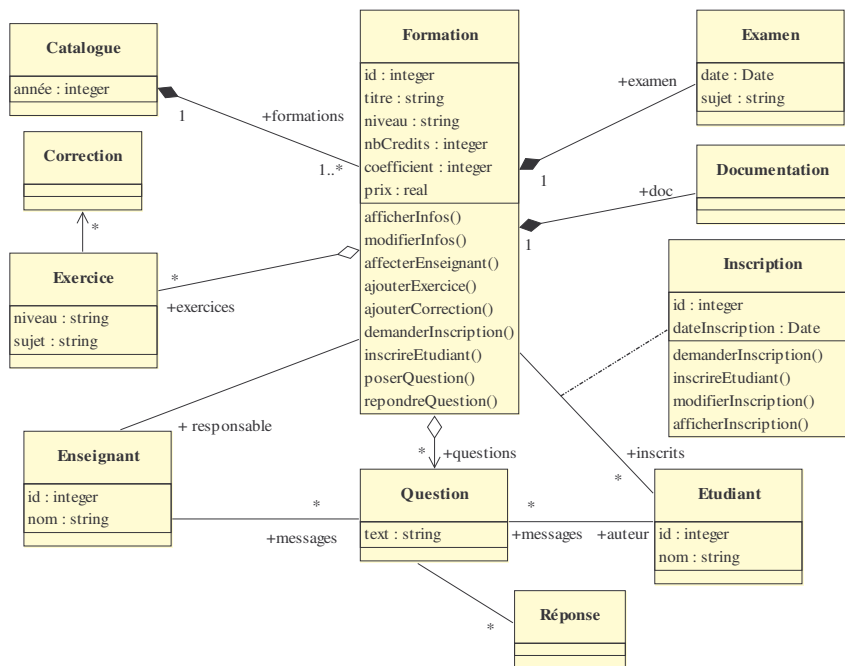 Catalogue
année : integer
1
+formations
1..*
Formation
id : integer
titre : string
niveau : string
nbCredits : integer
coefficient : integer
prix : real
afficherInfos()
modifierInfos()
affecterEnseignant()
ajouterExercice()
ajouterCorrection()
demanderInscription()
inscrireEtudiant()
poserQuestion()
repondreQuestion()
Examen
date : Date
sujet : string
+examen
1
Documentation
+doc
1
Correction
*
Exercice
niveau : string
sujet : string
*
+exercices
Inscription
id : integer
dateInscription : Date
demanderInscription()
inscrireEtudiant()
modifierInscription()
afficherInscription()
+ responsable
Enseignant
id : integer
nom : string
*
+messages
*
+questions
Question
text : string
*
+messages
+auteur
+inscrits
*
Etudiant
id : integer
nom : string
*
Réponse